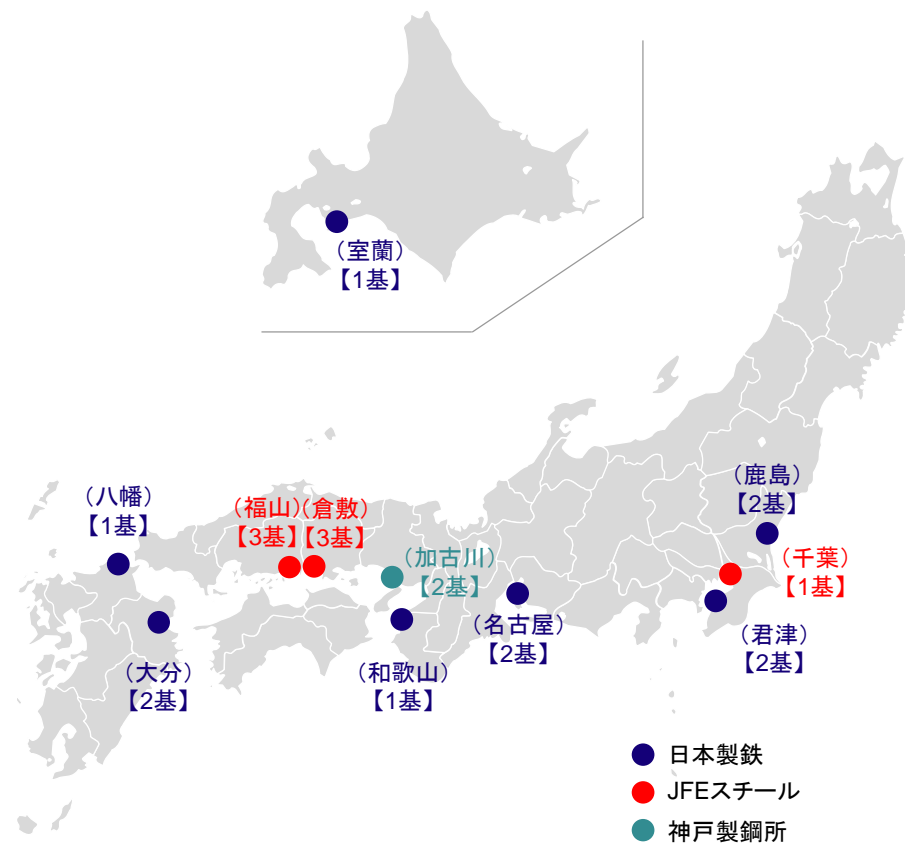 （室蘭）
【1基】
（八幡）
【1基】
（福山）
【3基】
（倉敷）
【3基】
（加古川）
【2基】
（鹿島）
【2基】
（千葉）
【1基】
（君津）
【2基】
（名古屋）
【2基】
（和歌山）
【1基】
（大分）
【2基】
日本製鉄
JFEスチール
神戸製鋼所